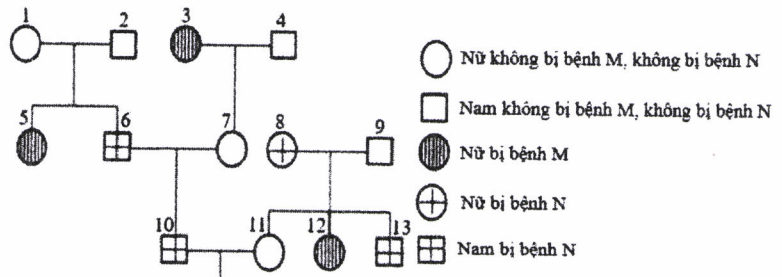 1
2
3
4
Nữ không bị bệnh M, không bị bệnh N
Nam không bị bệnh M, không bị bệnh N
5
6
7
8
9
Nữ bị bệnh M
Nữ bị bệnh N
10
11
12
13
Nam bị bệnh N